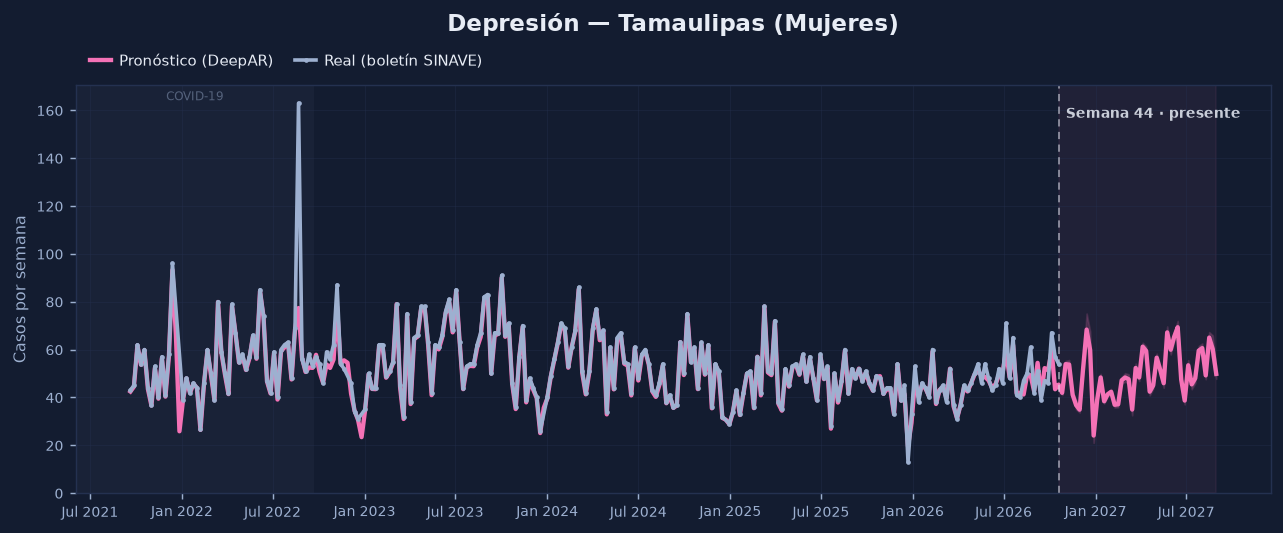 Depresión — Tamaulipas (Mujeres)
Pronóstico (DeepAR)
Real (boletín SINAVE)
COVID-19
Semana 44 · presente
Casos por semana
160
140
120
100
80
60
40
20
0
Jul 2021
Jan 2022
Jul 2022
Jan 2023
Jul 2023
Jan 2024
Jul 2024
Jan 2025
Jul 2025
Jan 2026
Jul 2026
Jan 2027
Jul 2027